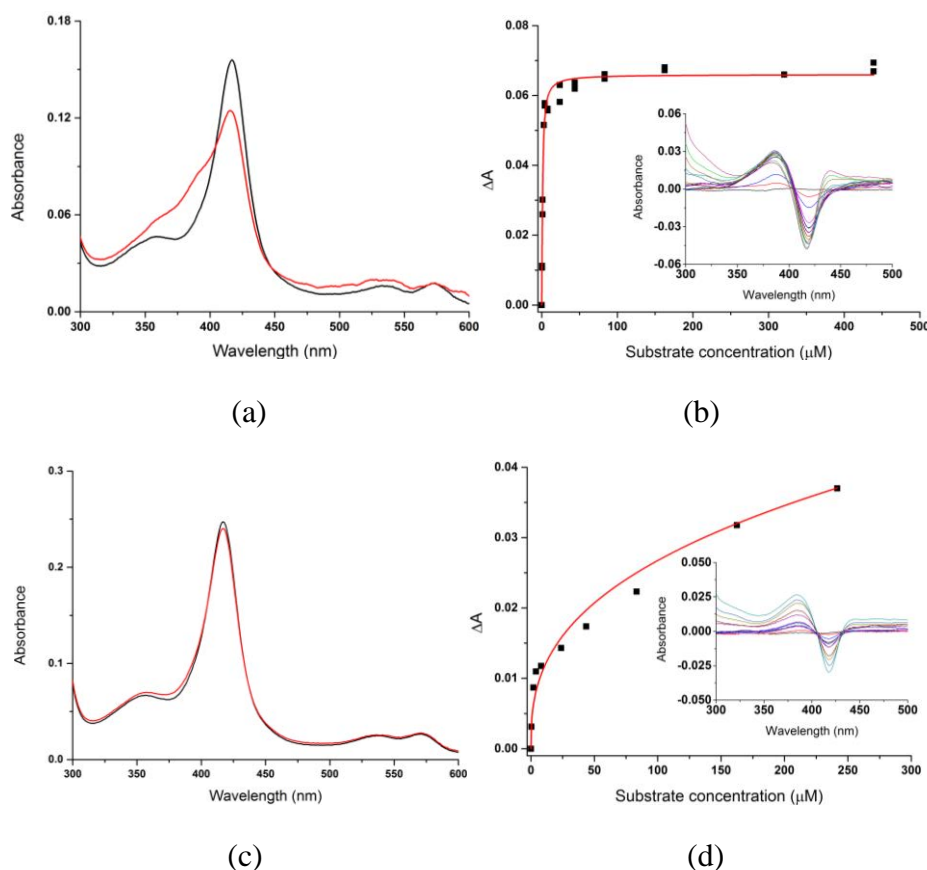 0.18
0.12
0.06
0.00
300 350 400 450 500 550 600
Absorbance
Wavelength (nm)
(a)
0.08
0.06
0.04
0.02
0.00
0 100 200 300 400 500
ΔA
Substrate concentration (μM)
0.06
0.03
0.00
-0.03
-0.06
300 350 400 450 500
Absorbance
Wavelength (nm)
(b)
0.3
0.2
0.1
0.0
300 350 400 450 500 550 600
Absorbance
Wavelength (nm)
(c)
0.04
0.03
0.02
0.01
0.00
0 50 100 150 200 250 300
ΔA
Substrate concentration (μM)
0.050
0.025
0.000
-0.025
-0.050
300 350 400 450 500
Absorbance
Wavelength (nm)
(d)